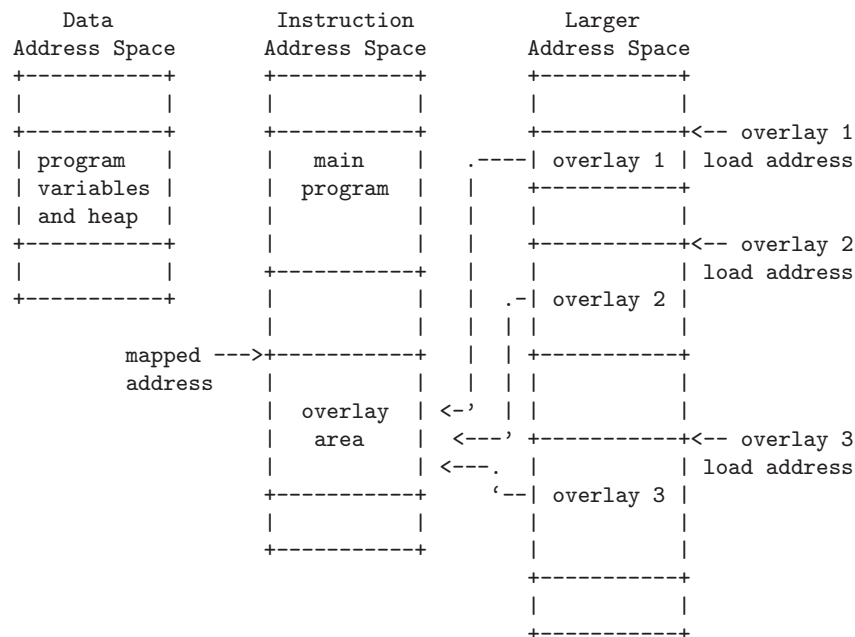 Data             Instruction           Larger
Address Space       Address Space       Address Space
+-----------+       +-----------+       +-----------+
|           |       |           |       |           |
+-----------+       +-----------+       +-----------+<-- overlay 1
| program   |       |   main    |   .----| overlay 1 | load address
| variables |       |  program  |   |   +-----------+
| and heap  |       |           |   |   |           |
+-----------+       |           |   |   +-----------+<-- overlay 2
|           |       +-----------+   |   |           | load address
+-----------+       |           |   |  .-| overlay 2 |
                    |           |   |  | |           |
         mapped --->+-----------+   |  | +-----------+
         address    |           |   |  | |           |
                    |  overlay  | <-'  | |           |
                    |   area    |  <---' +-----------+<-- overlay 3
                    |           | <---.  |           | load address
                    +-----------+     ‘--| overlay 3 |
                    |           |       |           |
                    +-----------+       |           |
                                        +-----------+
                                        |           |
                                        +-----------+